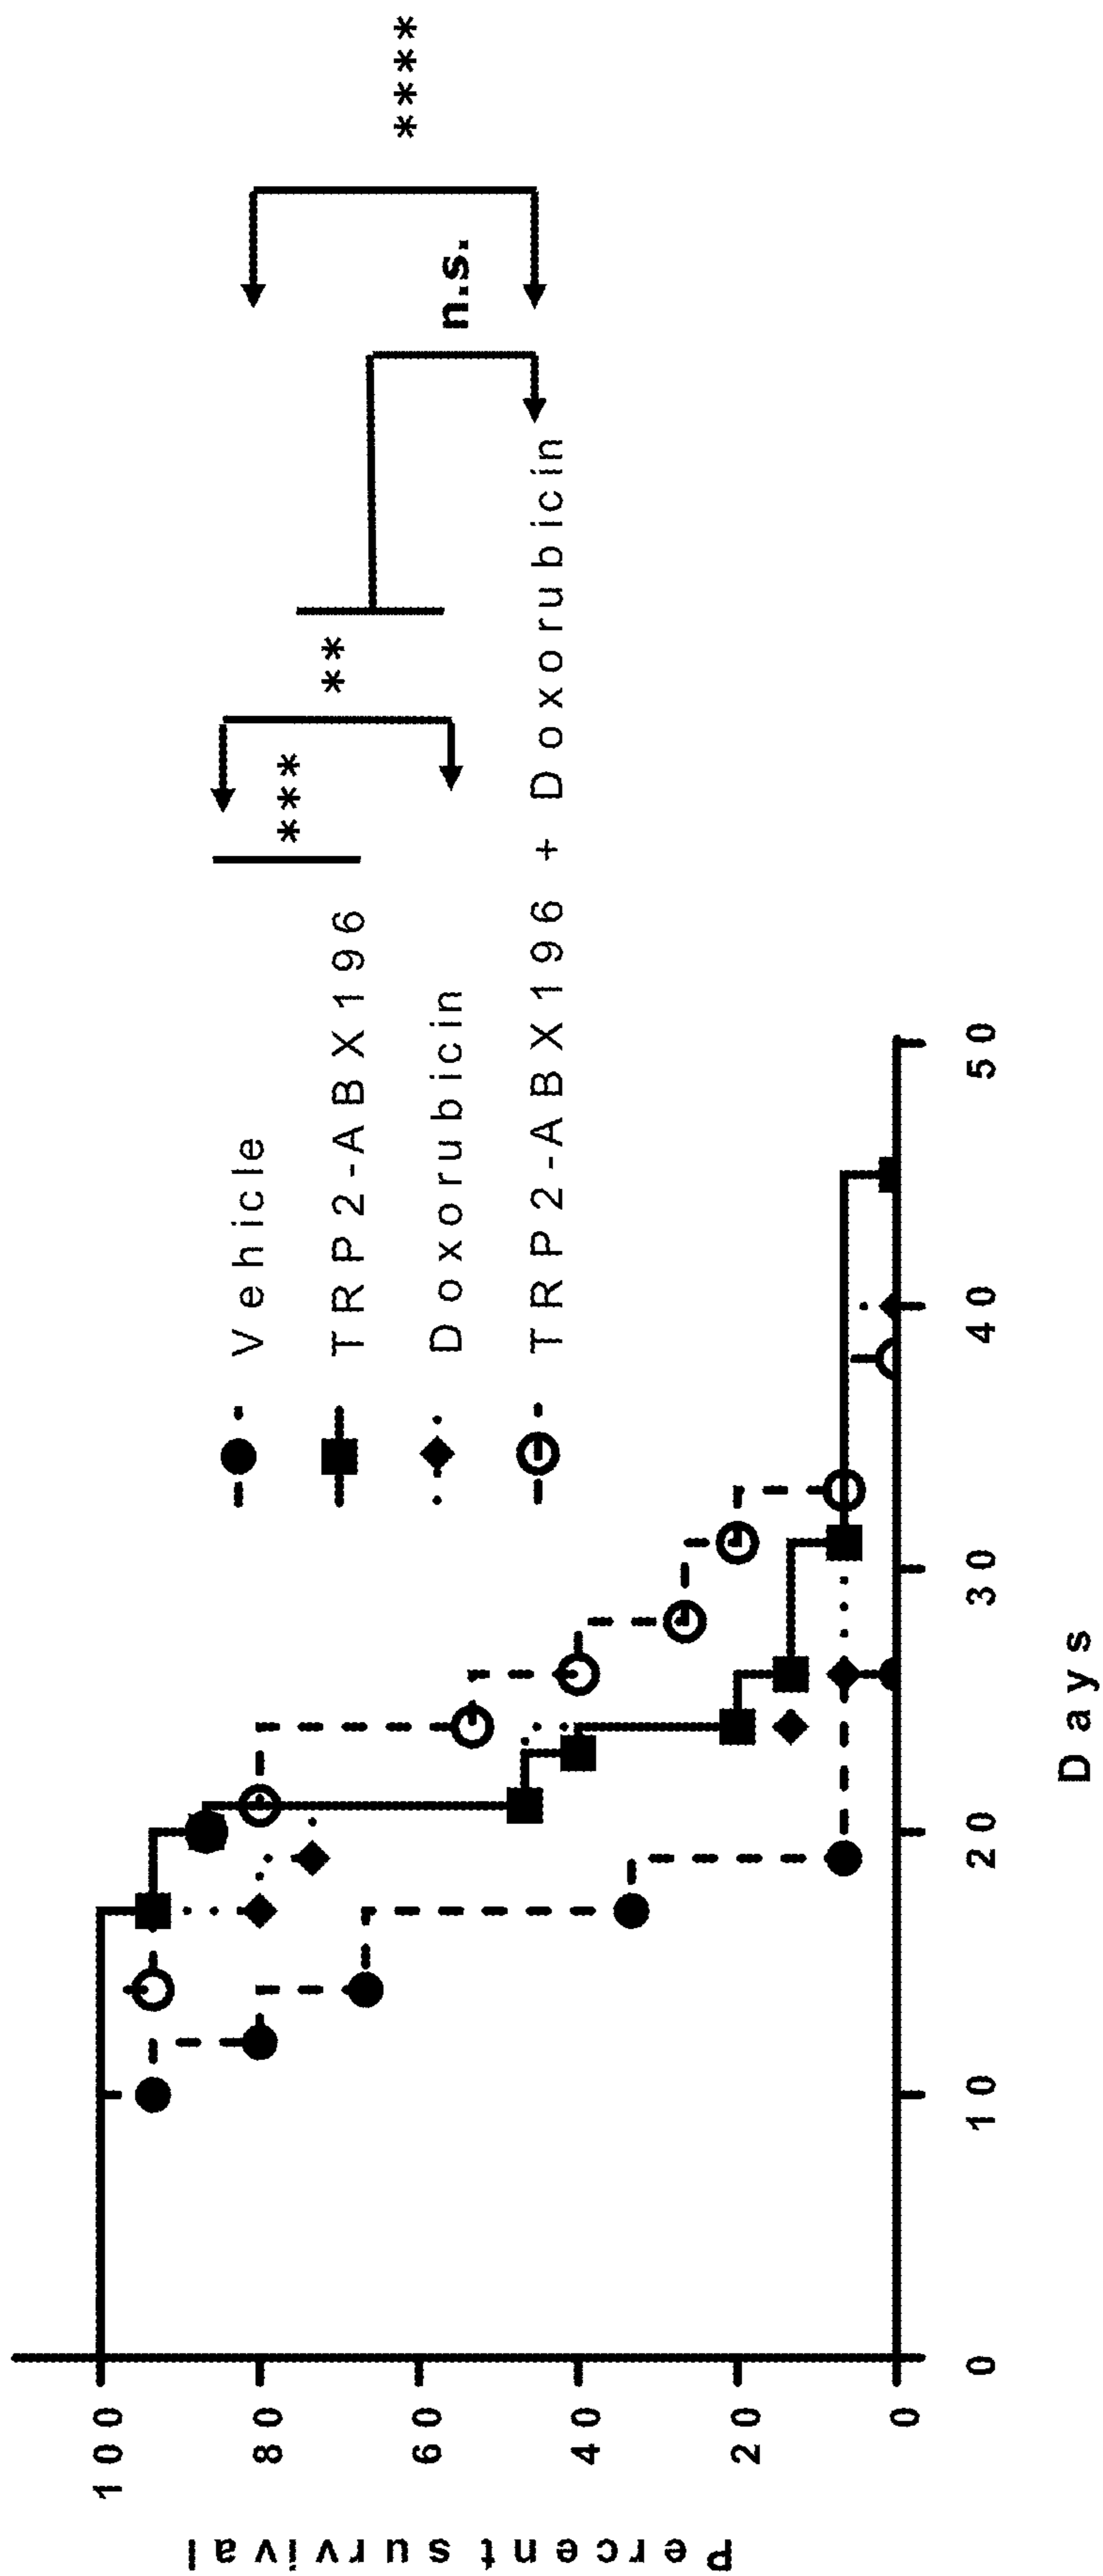 Percent survival
100
80
60
40
20
0
0
10
20
30
40
50
Days
Vehicle
TRP2-ABX196
Doxorubicin
TRP2-ABX196 + Doxorubicin
***
**
n.s.
****